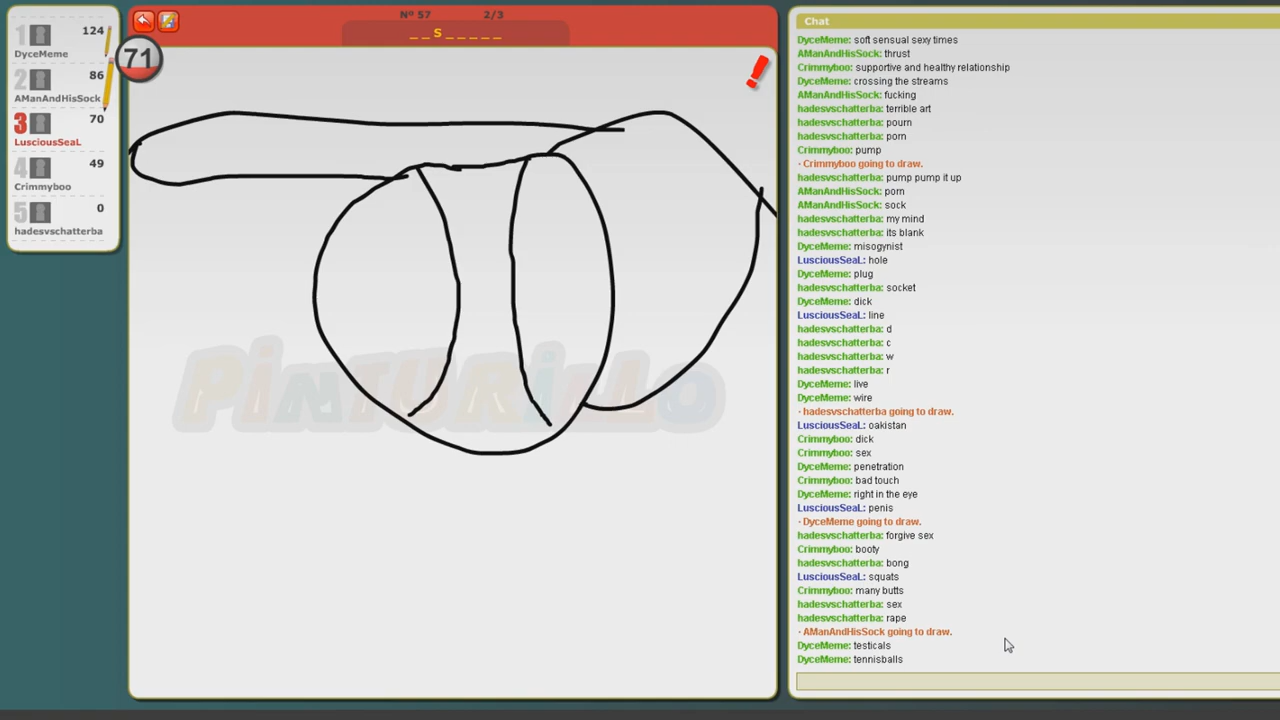 1
124
DyceMeme
2
86
AManAndHisSock
3
70
LusciousSeaL
4
49
Crimmyboo
5
0
hadesvschatterba
71
Nº 57 2/3
_ _ S _ _ _ _ _
PINTURILLO
Chat
DyceMeme: soft sensual sexy times
AManAndHisSock: thrust
Crimmyboo: supportive and healthy relationship
DyceMeme: crossing the streams
AManAndHisSock: fucking
hadesvschatterba: terrible art
hadesvschatterba: pourn
hadesvschatterba: porn
Crimmyboo: pump
· Crimmyboo going to draw.
hadesvschatterba: pump pump it up
AManAndHisSock: porn
AManAndHisSock: sock
hadesvschatterba: my mind
hadesvschatterba: its blank
DyceMeme: misogynist
LusciousSeaL: hole
DyceMeme: plug
hadesvschatterba: socket
DyceMeme: dick
LusciousSeaL: line
hadesvschatterba: d
hadesvschatterba: c
hadesvschatterba: w
hadesvschatterba: r
DyceMeme: live
DyceMeme: wire
· hadesvschatterba going to draw.
LusciousSeaL: oakistan
Crimmyboo: dick
Crimmyboo: sex
DyceMeme: penetration
Crimmyboo: bad touch
DyceMeme: right in the eye
LusciousSeaL: penis
· DyceMeme going to draw.
hadesvschatterba: forgive sex
Crimmyboo: booty
hadesvschatterba: bong
LusciousSeaL: squats
Crimmyboo: many butts
hadesvschatterba: sex
hadesvschatterba: rape
· AManAndHisSock going to draw.
DyceMeme: testicals
DyceMeme: tennisballs